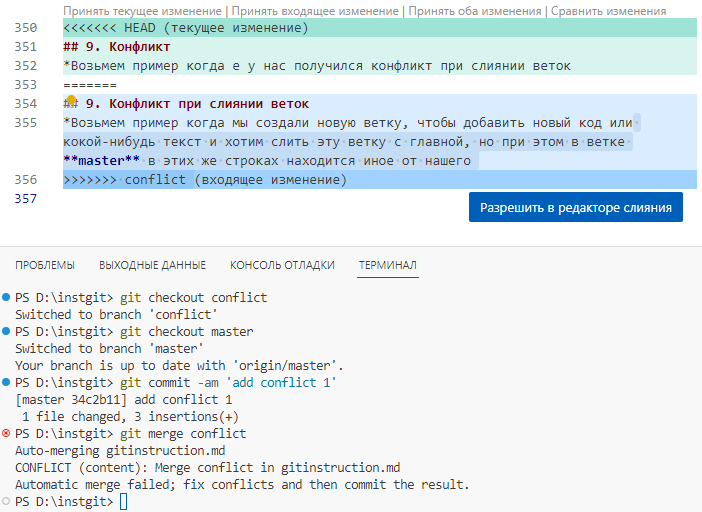 Принять текущее изменение | Принять входящее изменение | Принять оба изменения | Сравнить изменения
350 <<<<<<< HEAD (текущее изменение)
351 ## 9. Конфликт
352 *Возьмем пример когда е у нас получился конфликт при слиянии веток
353 =======
354 ## 9. Конфликт при слиянии веток
355 *Возьмем пример когда мы создали новую ветку, чтобы добавить новый код или·
кокой-нибудь·текст·и·хотим·слить·эту·ветку·с·главной,·но·при·этом·в·ветке·
**master**·в·этих·же·строках·находится·иное·от·нашего·
356 >>>>>>>·conflict (входящее изменение)
357
Разрешить в редакторе слияния
ПРОБЛЕМЫ ВЫХОДНЫЕ ДАННЫЕ КОНСОЛЬ ОТЛАДКИ ТЕРМИНАЛ
PS D:\instgit> git checkout conflict
Switched to branch 'conflict'
PS D:\instgit> git checkout master
Switched to branch 'master'
Your branch is up to date with 'origin/master'.
PS D:\instgit> git commit -am 'add conflict 1'
[master 34c2b11] add conflict 1
1 file changed, 3 insertions(+)
PS D:\instgit> git merge conflict
Auto-merging gitinstruction.md
CONFLICT (content): Merge conflict in gitinstruction.md
Automatic merge failed; fix conflicts and then commit the result.
PS D:\instgit>